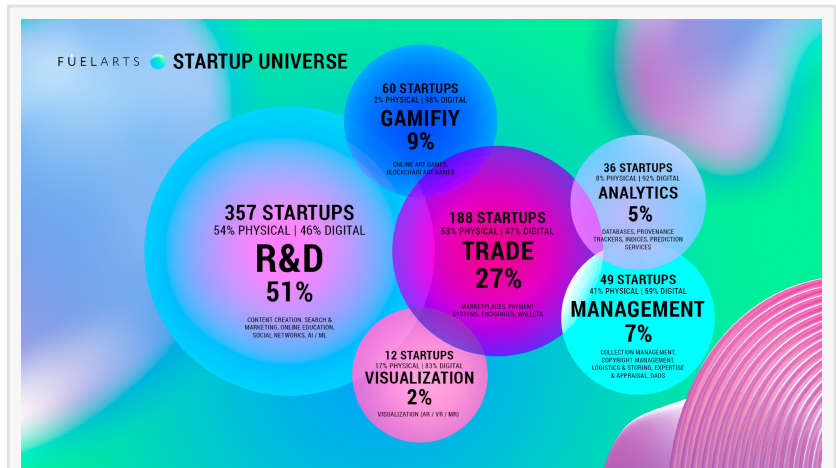 FUELARTS STARTUP UNIVERSE
60 STARTUPS
2% PHYSICAL | 98% DIGITAL
GAMIFIY
9%
ONLINE ART GAMES,
BLOCKCHAIN ART GAMES
357 STARTUPS
54% PHYSICAL | 46% DIGITAL
R&D
51%
CONTENT CREATION, SEARCH &
MARKETING, ONLINE EDUCATION,
SOCIAL NETWORKS, AI / ML
188 STARTUPS
53% PHYSICAL | 47% DIGITAL
TRADE
27%
MARKETPLACES, PAYMENT
SYSTEMS, EXCHANGES, WALLETS
36 STARTUPS
8% PHYSICAL | 92% DIGITAL
ANALYTICS
5%
DATABASES, PROVENANCE
TRACKERS, INDICES, PREDICTION
SERVICES
49 STARTUPS
41% PHYSICAL | 59% DIGITAL
MANAGEMENT
7%
COLLECTION MANAGEMENT,
COPYRIGHT MANAGEMENT,
LOGISTICS & STORING, EXPERTISE
& APPRAISAL, DAOS
12 STARTUPS
17% PHYSICAL | 83% DIGITAL
VISUALIZATION
2%
VISUALIZATION (AR / VR / MR)